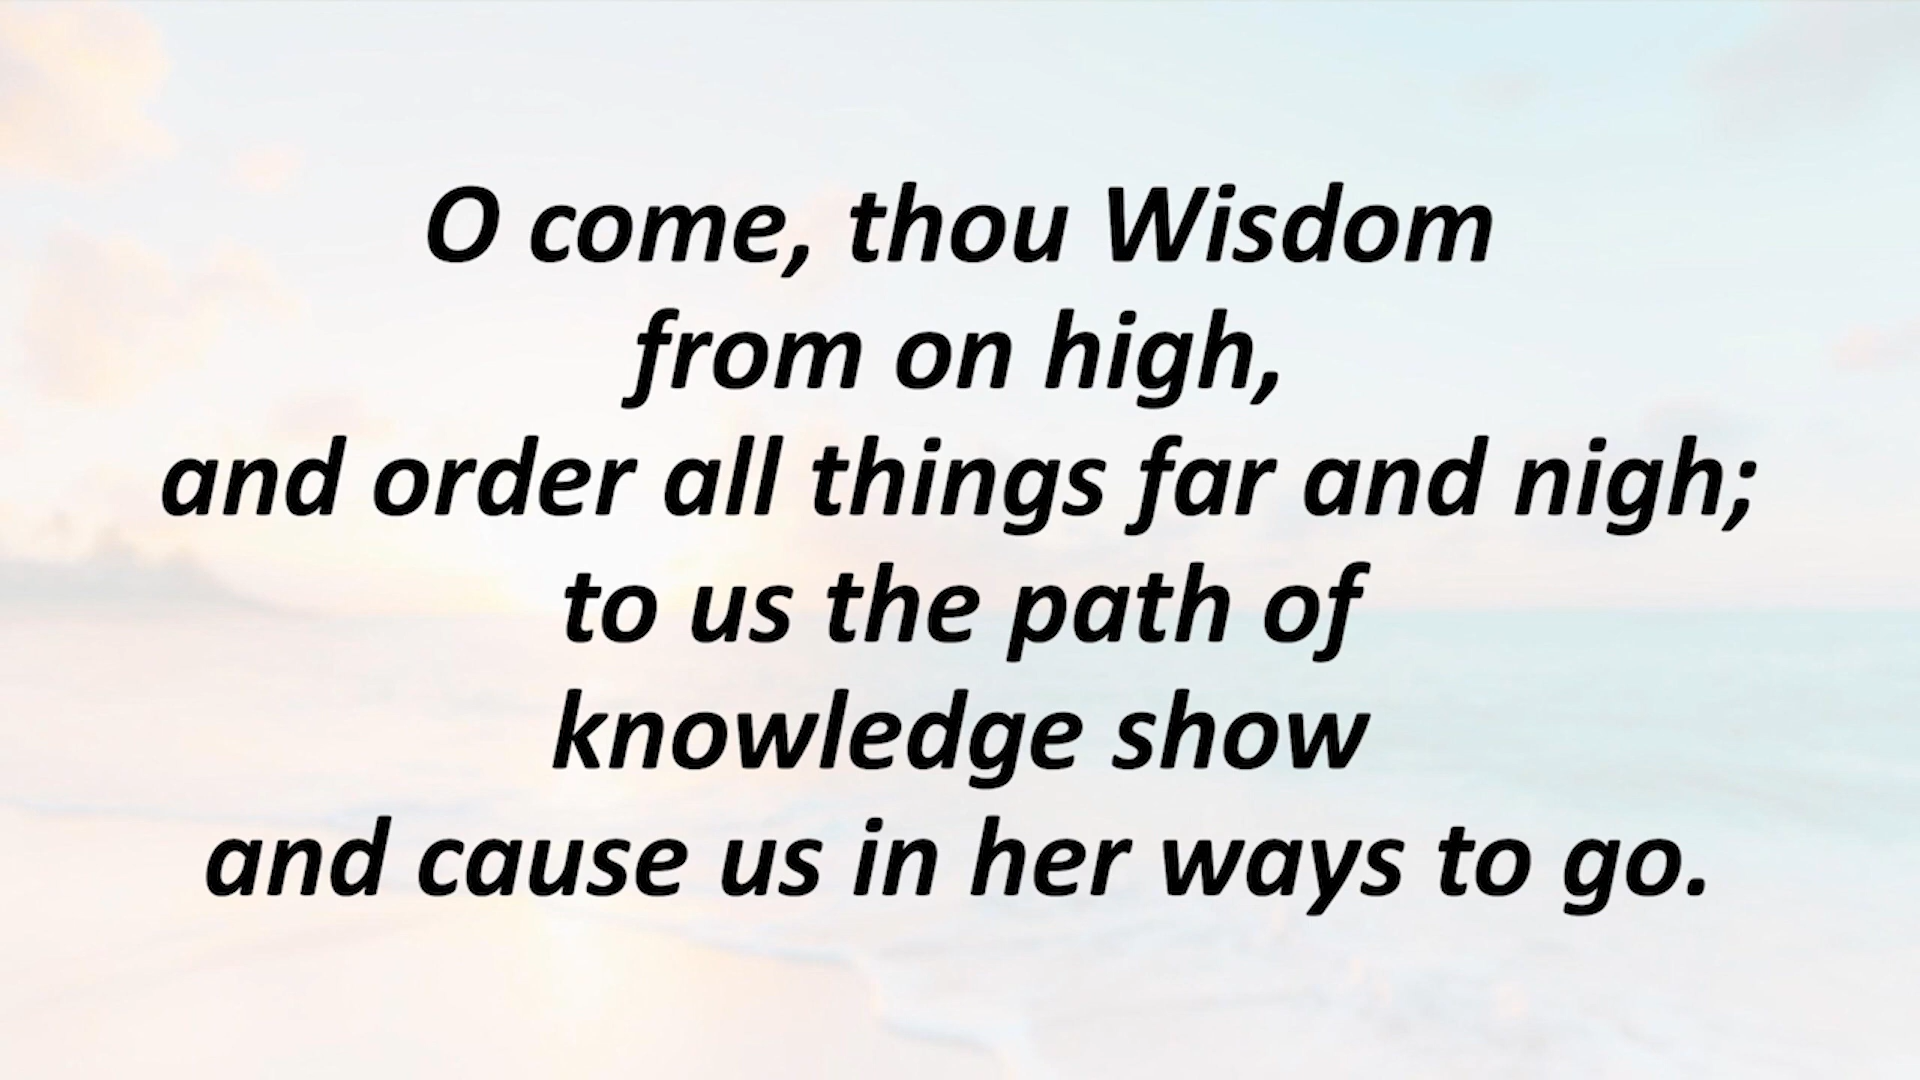 O come, thou Wisdom
from on high,
and order all things far and nigh;
to us the path of
knowledge show
and cause us in her ways to go.